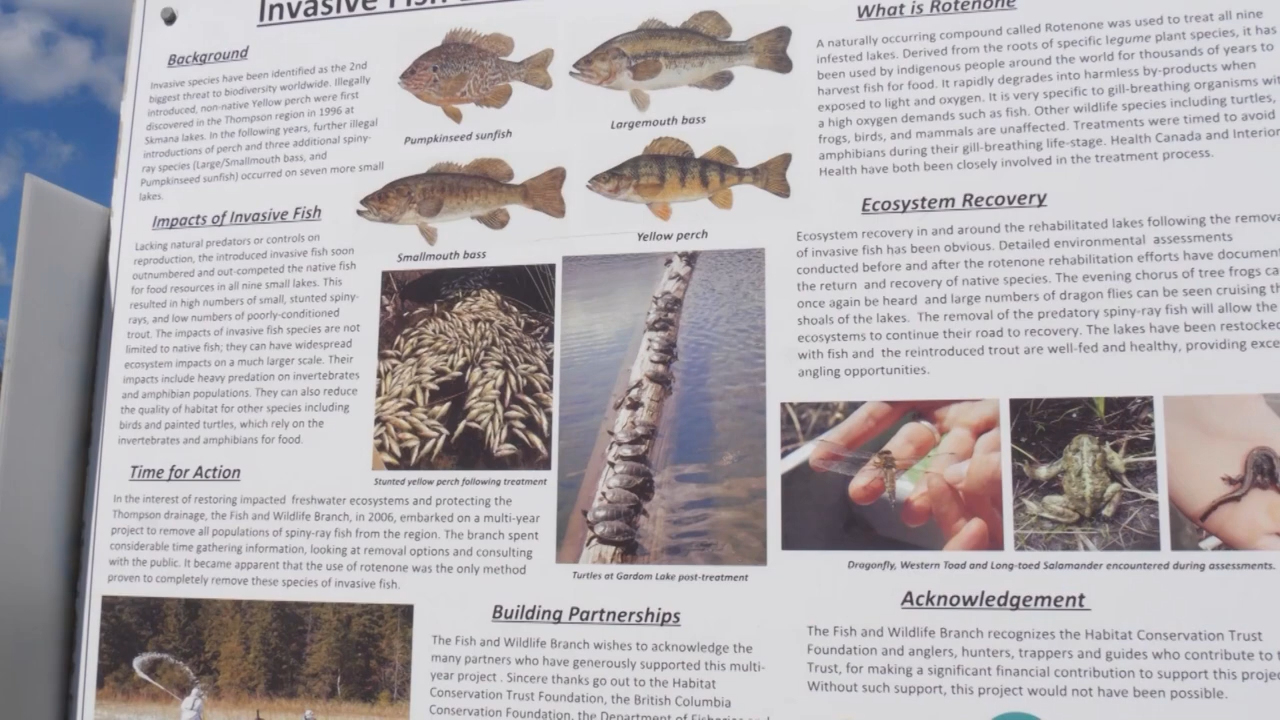 Invasive Fish
Background
Invasive species have been identified as the 2nd
biggest threat to biodiversity worldwide. Illegally
introduced, non-native Yellow perch were first
discovered in the Thompson region in 1996 at
Skmana lakes. In the following years, further illegal
introductions of perch and three additional spiny-
ray species (Large/Smallmouth bass, and
Pumpkinseed sunfish) occurred on seven more small
lakes.
Impacts of Invasive Fish
Lacking natural predators or controls on
reproduction, the introduced invasive fish soon
outnumbered and out-competed the native fish
for food resources in all nine small lakes. This
resulted in high numbers of small, stunted spiny-
rays, and low numbers of poorly-conditioned
trout. The impacts of invasive fish species are not
limited to native fish; they can have widespread
ecosystem impacts on a much larger scale. Their
impacts include heavy predation on invertebrates
and amphibian populations. They can also reduce
the quality of habitat for other species including
birds and painted turtles, which rely on the
invertebrates and amphibians for food.
Time for Action
In the interest of restoring impacted freshwater ecosystems and protecting the
Thompson drainage, the Fish and Wildlife Branch, in 2006, embarked on a multi-year
project to remove all populations of spiny-ray fish from the region. The branch spent
considerable time gathering information, looking at removal options and consulting
with the public. It became apparent that the use of rotenone was the only method
proven to completely remove these species of invasive fish.
Pumpkinseed sunfish
Largemouth bass
Smallmouth bass
Yellow perch
Stunted yellow perch following treatment
Turtles at Gardom Lake post-treatment
Building Partnerships
The Fish and Wildlife Branch wishes to acknowledge the
many partners who have generously supported this multi-
year project . Sincere thanks go out to the Habitat
Conservation Trust Foundation, the British Columbia
Conservation Foundation, the Department of Fisheries
What is Rotenone
A naturally occurring compound called Rotenone was used to treat all nine
infested lakes. Derived from the roots of specific legume plant species, it has
been used by indigenous people around the world for thousands of years to
harvest fish for food. It rapidly degrades into harmless by-products when
exposed to light and oxygen. It is very specific to gill-breathing organisms wi
a high oxygen demands such as fish. Other wildlife species including turtles,
frogs, birds, and mammals are unaffected. Treatments were timed to avoid
amphibians during their gill-breathing life-stage. Health Canada and Interior
Health have both been closely involved in the treatment process.
Ecosystem Recovery
Ecosystem recovery in and around the rehabilitated lakes following the remova
of invasive fish has been obvious. Detailed environmental assessments
conducted before and after the rotenone rehabilitation efforts have document
the return and recovery of native species. The evening chorus of tree frogs ca
once again be heard and large numbers of dragon flies can be seen cruising th
shoals of the lakes. The removal of the predatory spiny-ray fish will allow the
ecosystems to continue their road to recovery. The lakes have been restocked
with fish and the reintroduced trout are well-fed and healthy, providing exce
angling opportunities.
Dragonfly, Western Toad and Long-toed Salamander encountered during assessments.
Acknowledgement
The Fish and Wildlife Branch recognizes the Habitat Conservation Trust
Foundation and anglers, hunters, trappers and guides who contribute to t
Trust, for making a significant financial contribution to support this projec
Without such support, this project would not have been possible.